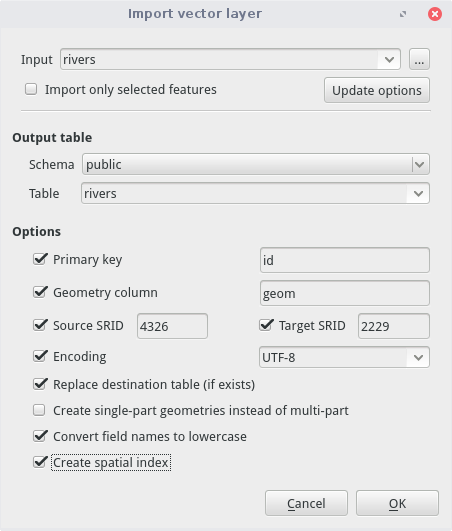 Import vector layer
Input rivers ...
Import only selected features Update options
Output table
Schema public
Table rivers
Options
Primary key id
Geometry column geom
Source SRID 4326 Target SRID 2229
Encoding UTF-8
Replace destination table (if exists)
Create single-part geometries instead of multi-part
Convert field names to lowercase
Create spatial index
Cancel OK